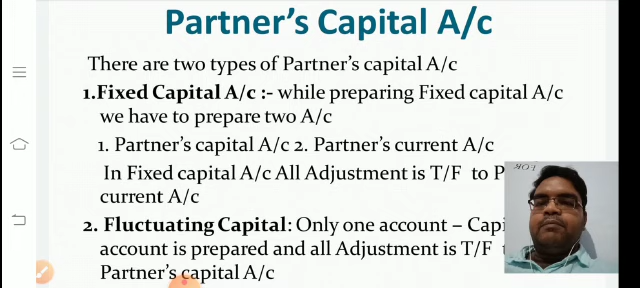 Partner's Capital A/c
There are two types of Partner's capital A/c
1.Fixed Capital A/c :- while preparing Fixed capital A/c
we have to prepare two A/c
1. Partner's capital A/c 2. Partner's current A/c
In Fixed capital A/c All Adjustment is T/F to P
current A/c
2. Fluctuating Capital: Only one account – Capi
account is prepared and all Adjustment is T/F
Partner's capital A/c